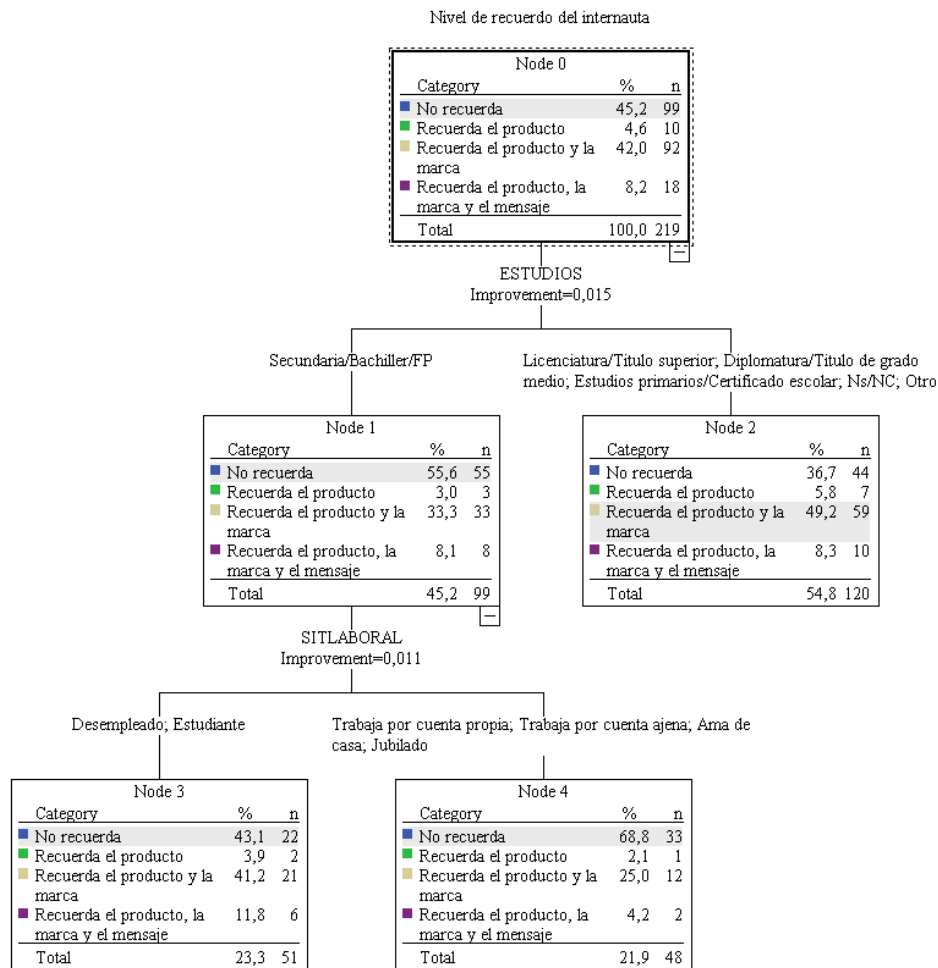 Nivel de recuerdo del internauta
Node 0
Category % n
No recuerda 45,2 99
Recuerda el producto 4,6 10
Recuerda el producto y la 42,0 92
marca
Recuerda el producto, la 8,2 18
marca y el mensaje
Total 100,0 219
ESTUDIOS
Improvement=0,015
Secundaria/Bachiller/FP
Licenciatura/Titulo superior; Diplomatura/Titulo de grado
medio; Estudios primarios/Certificado escolar; Ns/NC; Otro
Node 1
Category % n
No recuerda 55,6 55
Recuerda el producto 3,0 3
Recuerda el producto y la 33,3 33
marca
Recuerda el producto, la 8,1 8
marca y el mensaje
Total 45,2 99
Node 2
Category % n
No recuerda 36,7 44
Recuerda el producto 5,8 7
Recuerda el producto y la 49,2 59
marca
Recuerda el producto, la 8,3 10
marca y el mensaje
Total 54,8 120
SITLABORAL
Improvement=0,011
Desempleado; Estudiante
Trabaja por cuenta propia; Trabaja por cuenta ajena; Ama de
casa; Jubilado
Node 3
Category % n
No recuerda 43,1 22
Recuerda el producto 3,9 2
Recuerda el producto y la 41,2 21
marca
Recuerda el producto, la 11,8 6
marca y el mensaje
Total 23,3 51
Node 4
Category % n
No recuerda 68,8 33
Recuerda el producto 2,1 1
Recuerda el producto y la 25,0 12
marca
Recuerda el producto, la 4,2 2
marca y el mensaje
Total 21,9 48